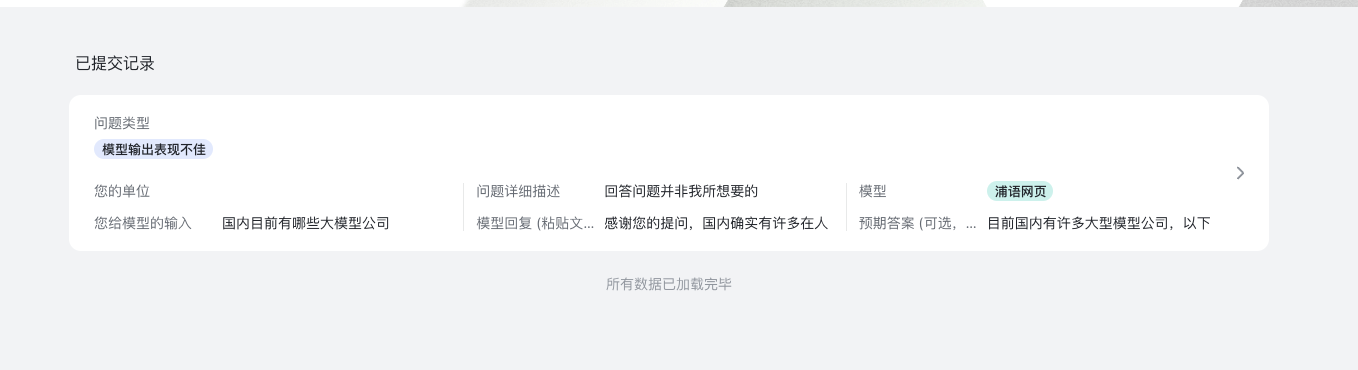 已提交记录
问题类型
模型输出表现不佳
您的单位
您给模型的输入 国内目前有哪些大模型公司
问题详细描述 回答问题并非我所想要的
模型回复 (粘贴文... 感谢您的提问，国内确实有许多在人
模型 浦语网页
预期答案 (可选，... 目前国内有许多大型模型公司，以下
所有数据已加载完毕